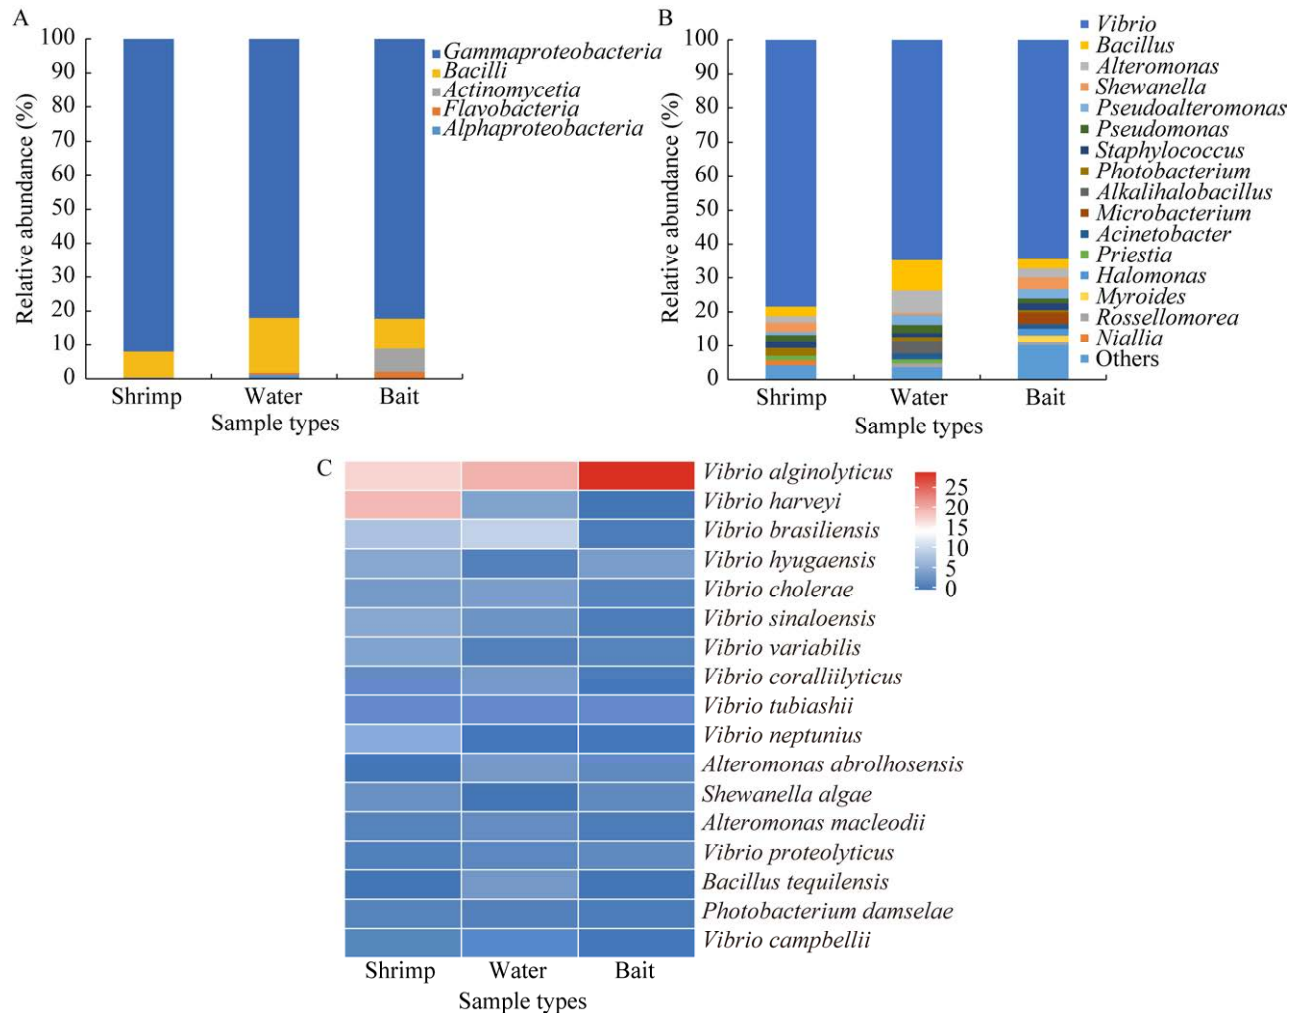 A
Relative abundance (%)
100
90
80
70
60
50
40
30
20
10
0
Shrimp
Water
Bait
Sample types
Gammaproteobacteria
Bacilli
Actinomycetia
Flavobacteria
Alphaproteobacteria
B
Relative abundance (%)
100
90
80
70
60
50
40
30
20
10
0
Shrimp
Water
Bait
Sample types
Vibrio
Bacillus
Alteromonas
Shewanella
Pseudoalteromonas
Pseudomonas
Staphylococcus
Photobacterium
Alkalihalobacillus
Microbacterium
Acinetobacter
Priestia
Halomonas
Myroides
Rossellomorea
Niallia
Others
C
Vibrio alginolyticus
Vibrio harveyi
Vibrio brasiliensis
Vibrio hyugaensis
Vibrio cholerae
Vibrio sinaloensis
Vibrio variabilis
Vibrio coralliilyticus
Vibrio tubiashii
Vibrio neptunius
Alteromonas abrolhosensis
Shewanella algae
Alteromonas macleodii
Vibrio proteolyticus
Bacillus tequilensis
Photobacterium damselae
Vibrio campbellii
25
20
15
10
5
0
Shrimp
Water
Bait
Sample types